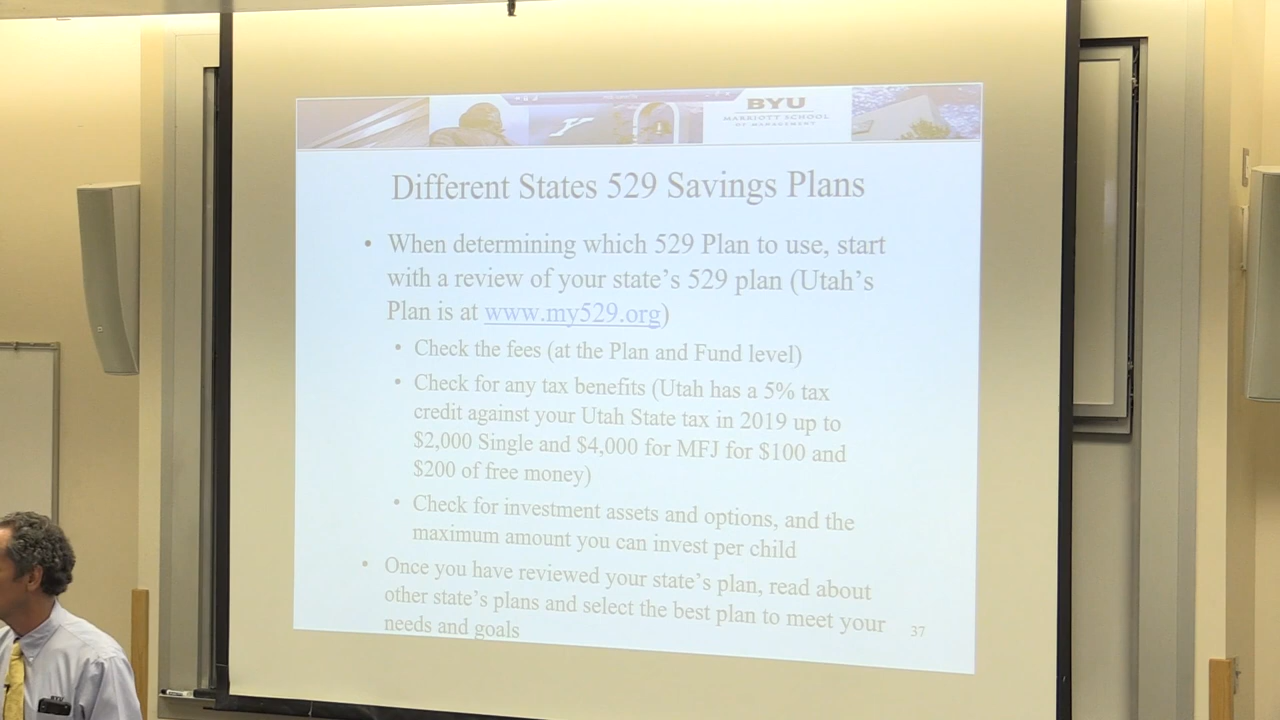 BYU
MARRIOTT SCHOOL
OF MANAGEMENT
Different States 529 Savings Plans
• When determining which 529 Plan to use, start
with a review of your state's 529 plan (Utah's
Plan is at www.my529.org)
• Check the fees (at the Plan and Fund level)
• Check for any tax benefits (Utah has a 5% tax
credit against your Utah State tax in 2019 up to
$2,000 Single and $4,000 for MFJ for $100 and
$200 of free money)
• Check for investment assets and options, and the
maximum amount you can invest per child
• Once you have reviewed your state's plan, read about
other state's plans and select the best plan to meet your
needs and goals
37
BYU